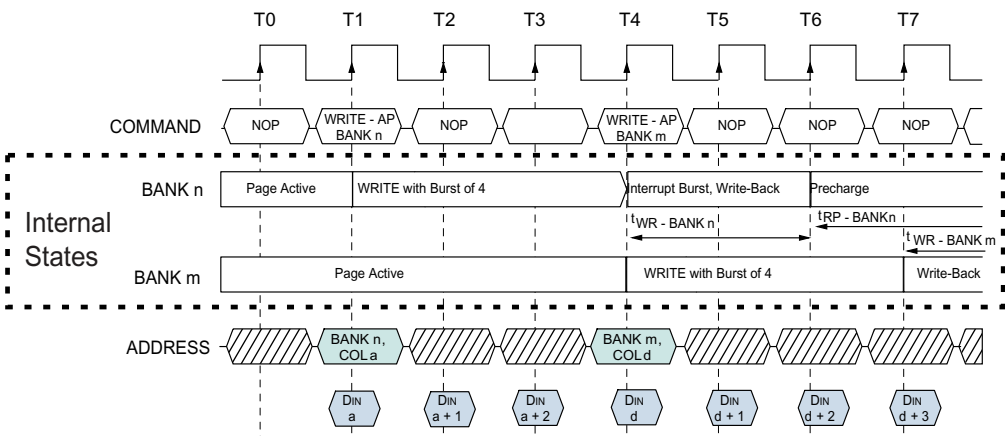 T0 T1 T2 T3 T4 T5 T6 T7
COMMAND
NOP
WRITE - AP
BANK n
NOP
WRITE - AP
BANK m
NOP
NOP
NOP
Internal
States
BANK n
Page Active
WRITE with Burst of 4
Interrupt Burst, Write-Back
Precharge
tWR - BANK n
tRP - BANK n
tWR - BANK m
BANK m
Page Active
WRITE with Burst of 4
Write-Back
ADDRESS
BANK n,
COL a
BANK m,
COL d
DIN
a
DIN
a + 1
DIN
a + 2
DIN
d
DIN
d + 1
DIN
d + 2
DIN
d + 3